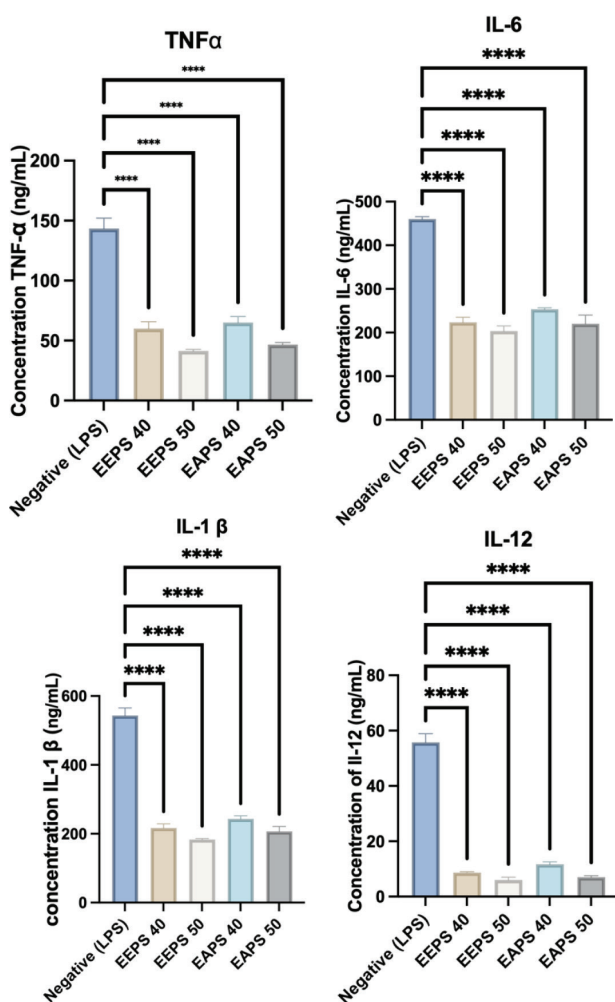 TNFα
****
****
****
****
Concentration TNF-α (ng/mL)
200
150
100
50
0
Negative (LPS)
EEPS 40
EEPS 50
EAPS 40
EAPS 50
IL-6
****
****
****
****
Concentration IL-6 (ng/mL)
500
400
300
200
100
0
Negative (LPS)
EEPS 40
EEPS 50
EAPS 40
EAPS 50
IL-1 β
****
****
****
****
concentration IL-1 β (ng/mL)
600
400
200
0
Negative (LPS)
EEPS 40
EEPS 50
EAPS 40
EAPS 50
IL-12
****
****
****
****
Concentration of Il-12 (ng/mL)
80
60
40
20
0
Negative (LPS)
EEPS 40
EEPS 50
EAPS 40
EAPS 50